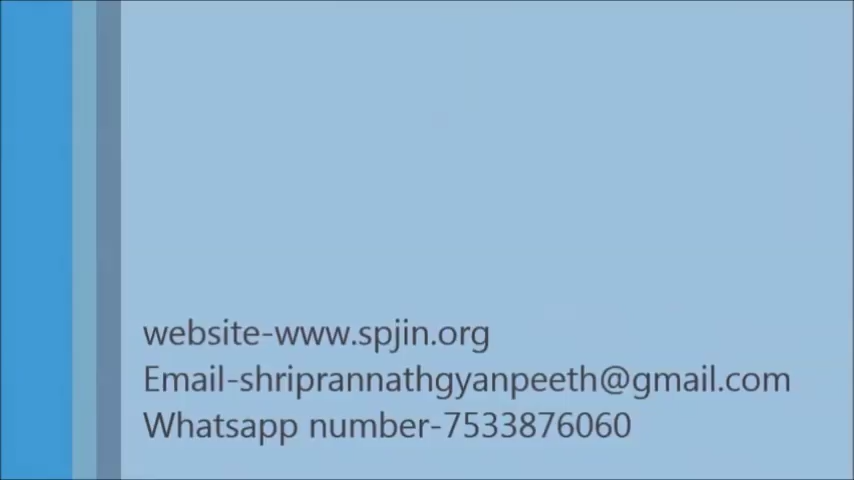 website-www.spjin.org
Email-shriprannathgyanpeeth@gmail.com
Whatsapp number-7533876060